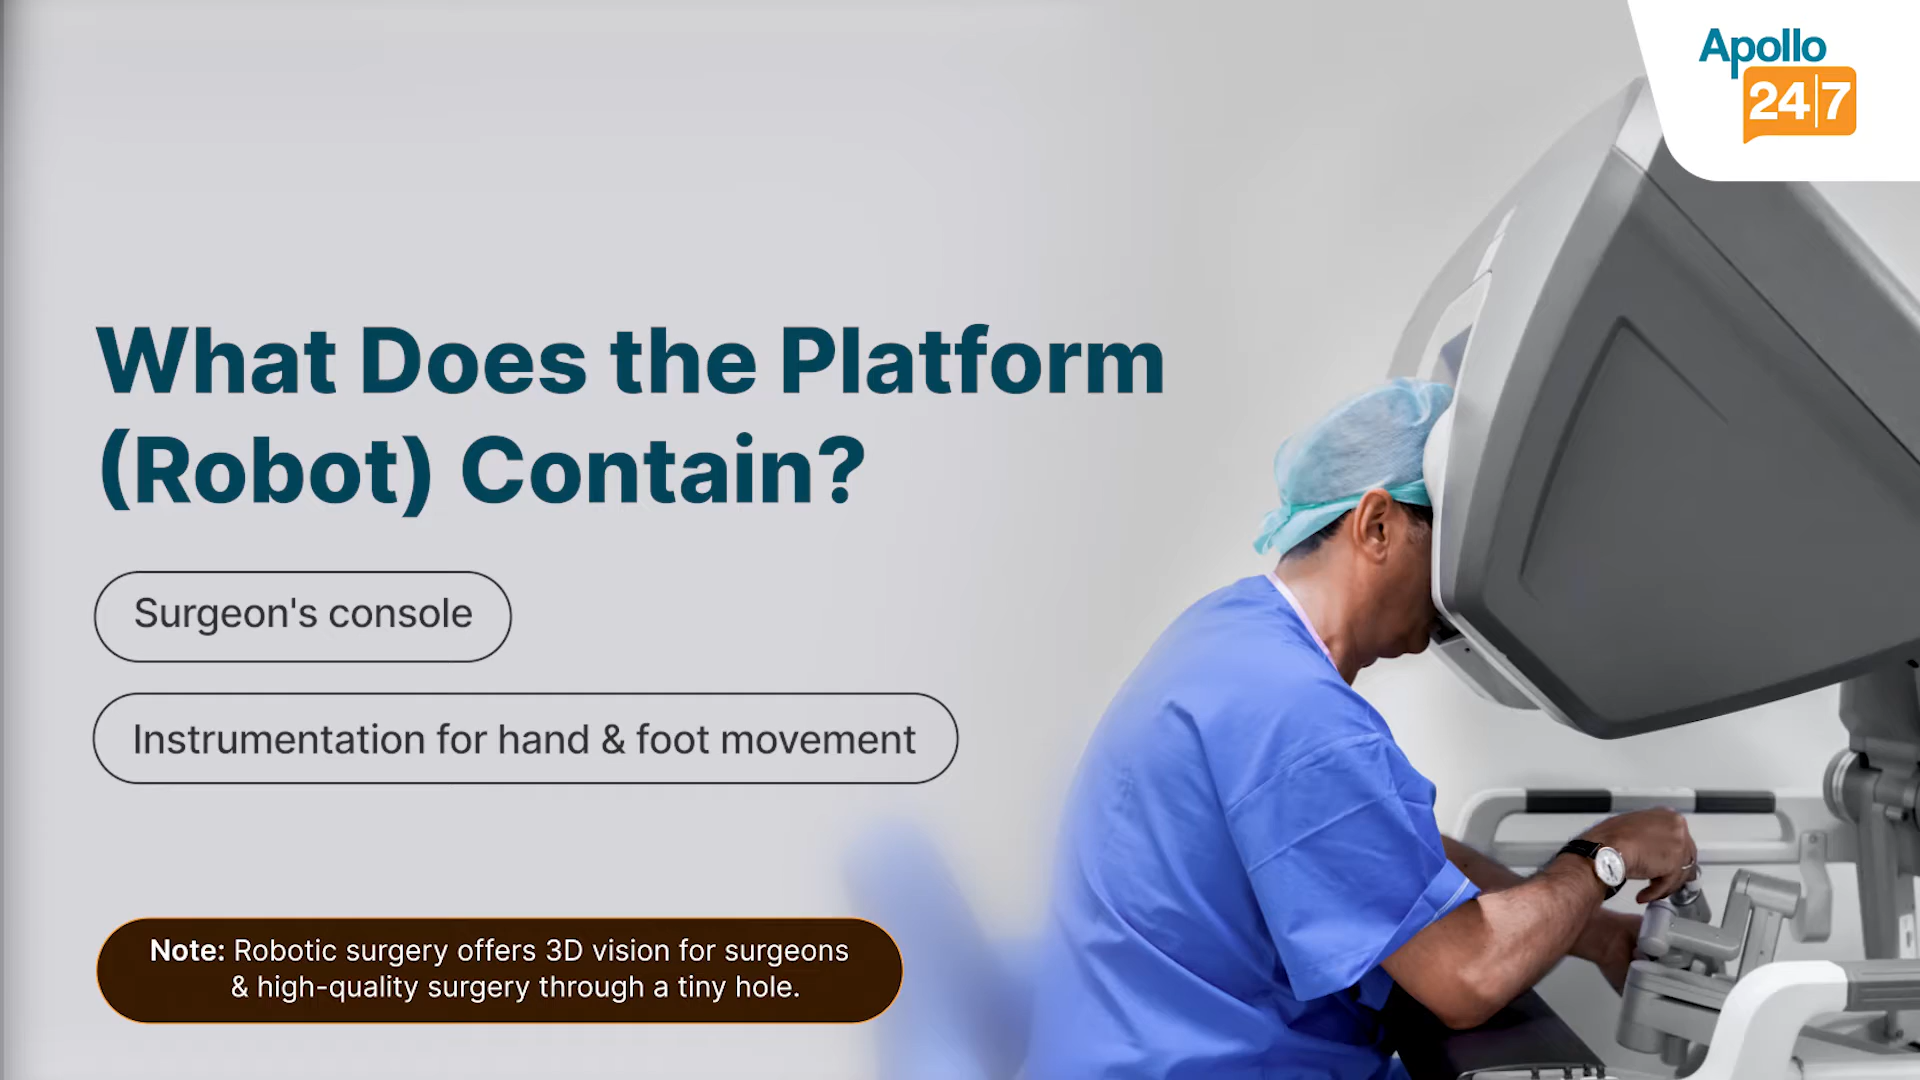 Apollo
24|7
What Does the Platform
(Robot) Contain?
Surgeon's console
Instrumentation for hand & foot movement
Note: Robotic surgery offers 3D vision for surgeons
& high-quality surgery through a tiny hole.